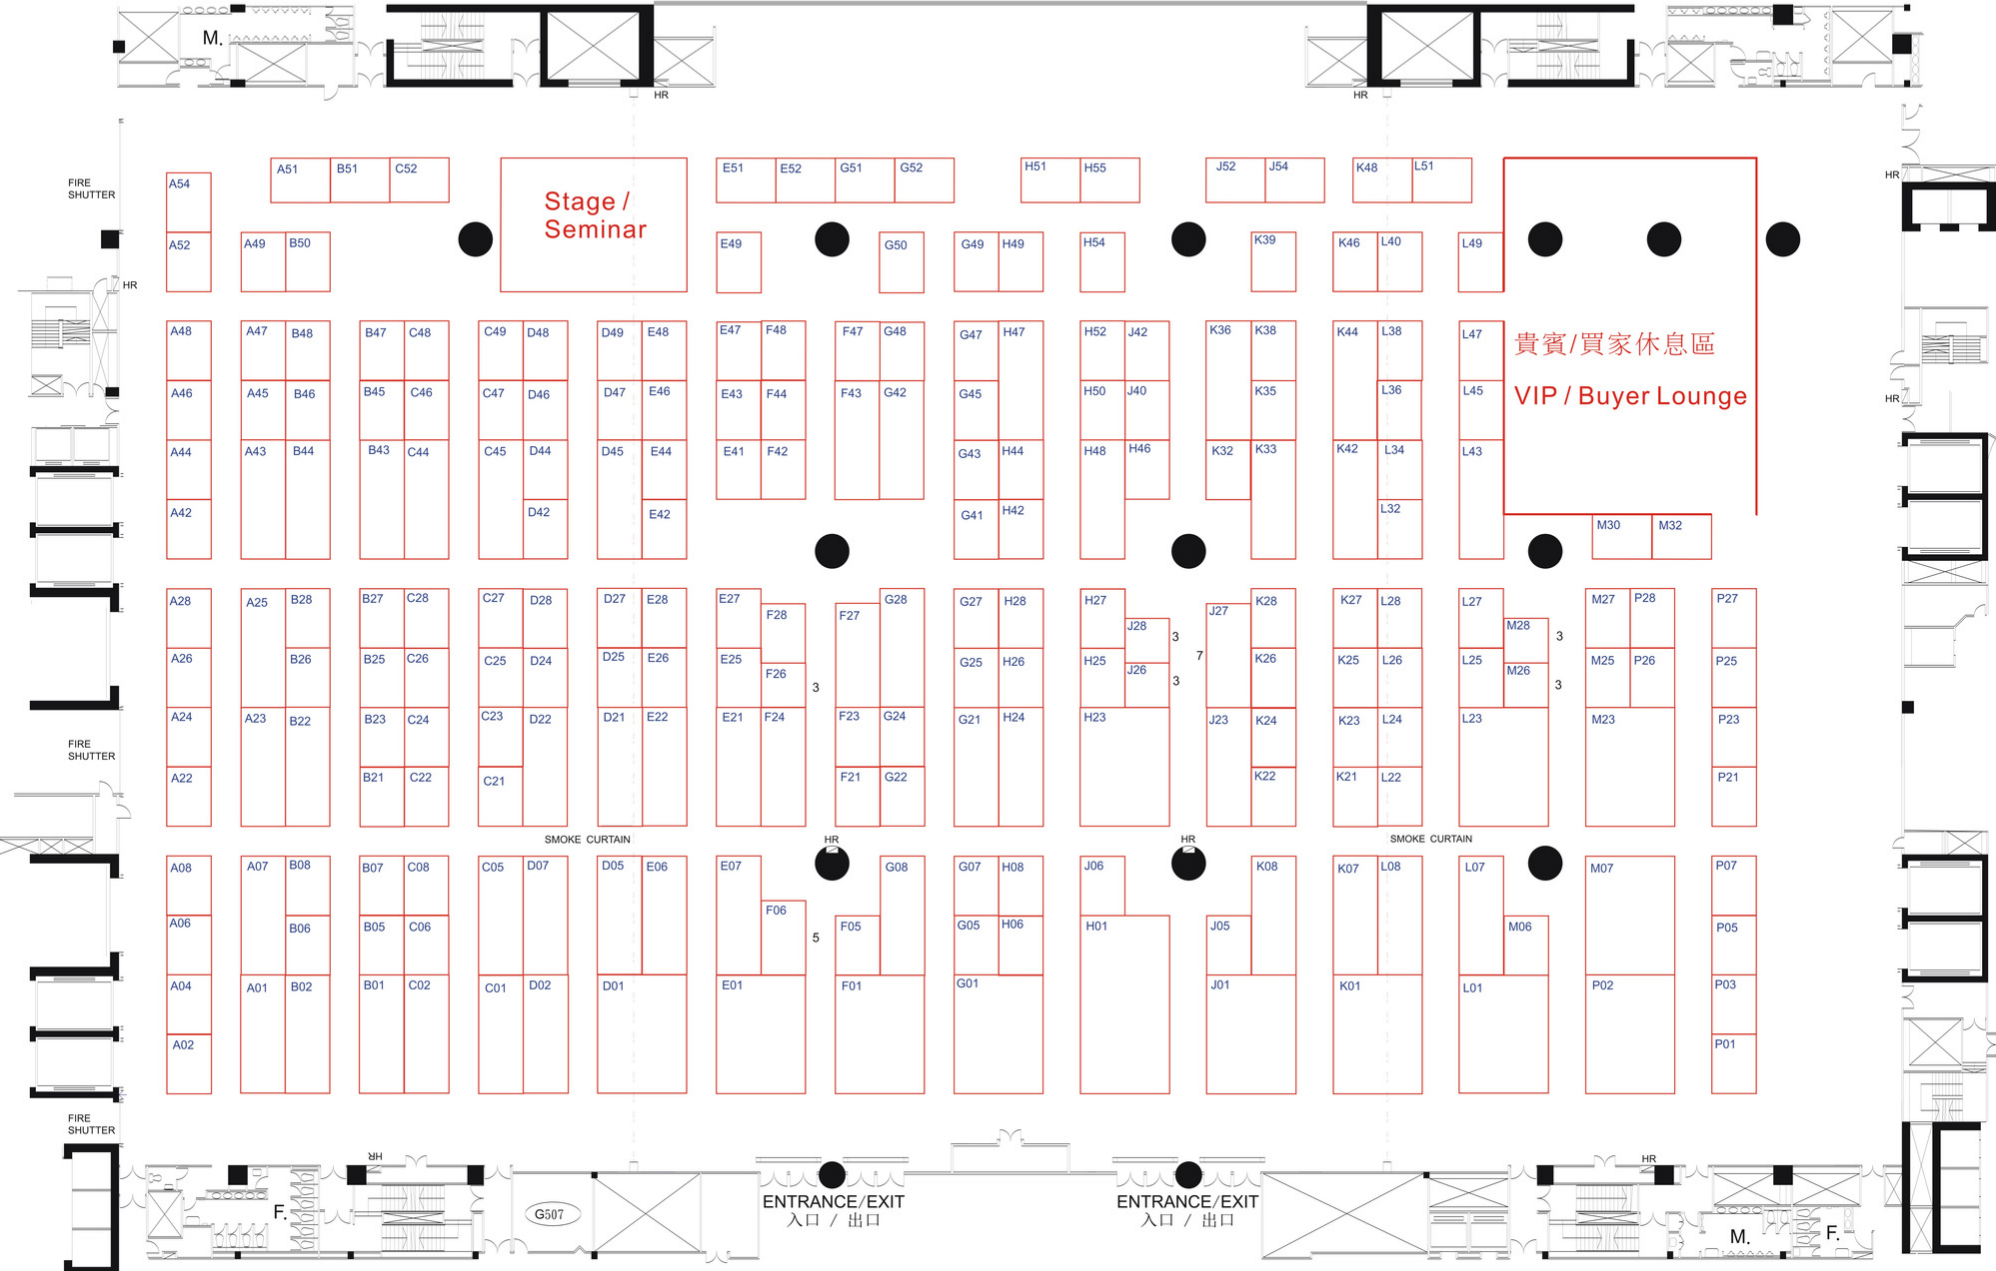 M.
HR
HR
FIRE
SHUTTER
A54
A51
B51
C52
Stage /
Seminar
E51
E52
G51
G52
H51
H55
J52
J54
K48
L51
HR
A52
A49
B50
E49
G50
G49
H49
H54
K39
K46
L40
L49
HR
A48
A47
B48
B47
C48
C49
D48
D49
E48
E47
F48
F47
G48
G47
H47
H52
J42
K36
K38
K44
L38
L47
貴賓/買家休息區
VIP / Buyer Lounge
A46
A45
B46
B45
C46
C47
D46
D47
E46
E43
F44
F43
G42
G45
H50
J40
K35
L36
L45
HR
A44
A43
B44
B43
C44
C45
D44
D45
E44
E41
F42
G43
H44
H48
H46
K32
K33
K42
L34
L43
A42
D42
E42
G41
H42
L32
M30
M32
A28
A25
B28
B27
C28
C27
D28
D27
E28
E27
F28
F27
G28
G27
H28
H27
J28
3
J27
K28
K27
L28
L27
M28
3
M27
P28
P27
7
A26
B26
B25
C26
C25
D24
D25
E26
E25
F26
3
G25
H26
H25
J26
3
K26
K25
L26
L25
M26
3
M25
P26
P25
A24
A23
B22
B23
C24
C23
D22
D21
E22
E21
F24
F23
G24
G21
H24
H23
J23
K24
K23
L24
L23
M23
P23
FIRE
SHUTTER
A22
B21
C22
C21
F21
G22
K22
K21
L22
P21
SMOKE CURTAIN
HR
HR
SMOKE CURTAIN
A08
A07
B08
B07
C08
C05
D07
D05
E06
E07
G08
G07
H08
J06
K08
K07
L08
L07
M07
P07
A06
B06
B05
C06
F06
5
F05
G05
H06
H01
J05
M06
P05
A04
A01
B02
B01
C02
C01
D02
D01
E01
F01
G01
J01
K01
L01
P02
P03
A02
P01
FIRE
SHUTTER
HR
HR
F.
G507
ENTRANCE/EXIT
入口 / 出口
ENTRANCE/EXIT
入口 / 出口
M.
F.